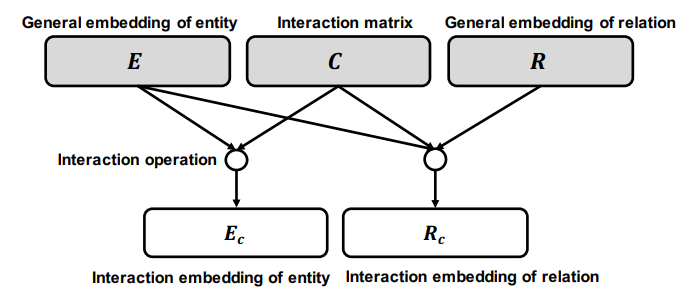 General embedding of entity Interaction matrix General embedding of relation
E C R
Interaction operation
E_c R_c
Interaction embedding of entity Interaction embedding of relation